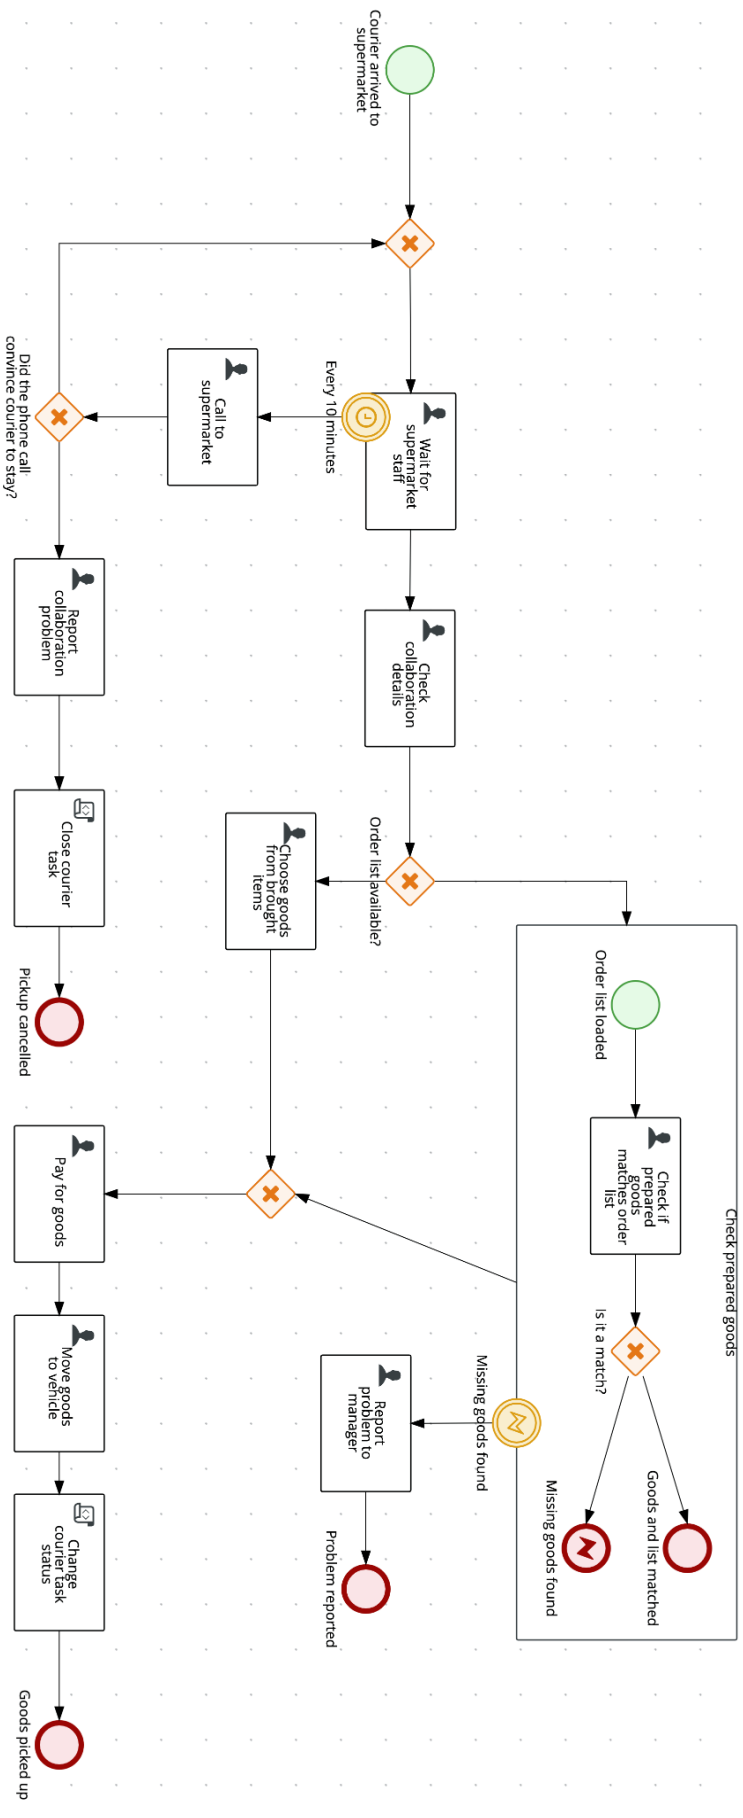 Check prepared goods
Order list loaded
Check if
prepared
goods
matches order
list
Is it a match?
Goods and list matched
Missing goods found
Courier arrived to
supermarket
Wait for
supermarket
staff
Every 10 minutes
Check
collaboration
details
Order list available?
Missing goods found
Report
problem to
manager
Problem reported
Call to
supermarket
Choose goods
from brought
items
Did the phone call
convince courier to stay?
Report
collaboration
problem
Close courier
task
Pickup cancelled
Pay for goods
Move goods
to vehicle
Change
courier task
status
Goods picked up